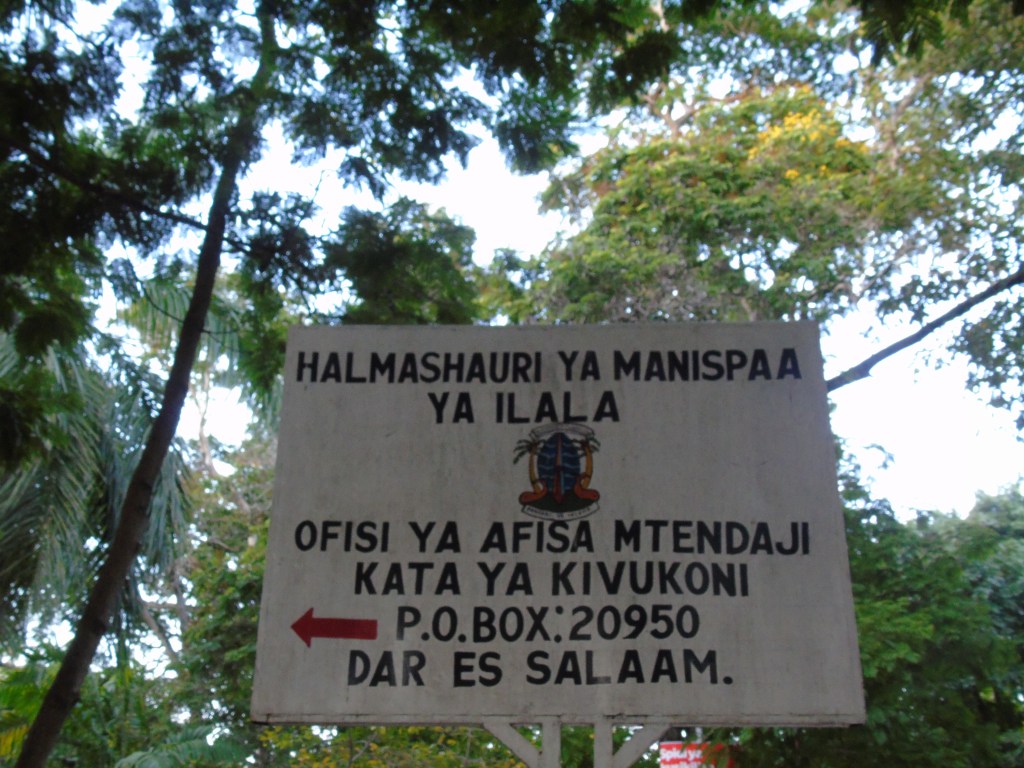 HALMASHAURI YA MANISPAA
YA ILALA
OFISI YA AFISA MTENDAJI
KATA YA KIVUKONI
P.O.BOX:20950
DAR ES SALAAM.